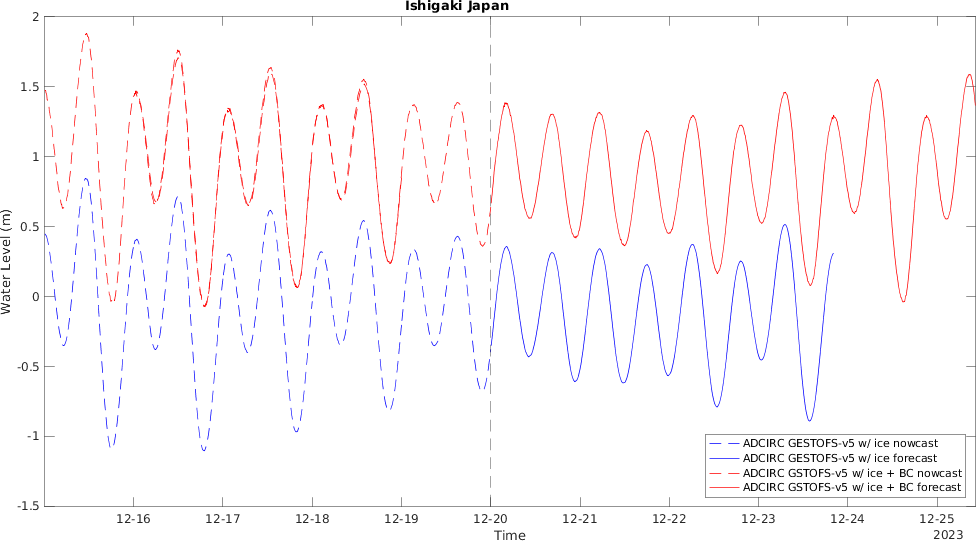 Ishigaki Japan
2
1.5
1
0.5
0
-0.5
-1
-1.5
Water Level (m)
ADCIRC GESTOFS-v5 w/ ice nowcast
ADCIRC GESTOFS-v5 w/ ice forecast
ADCIRC GSTOFS-v5 w/ ice + BC nowcast
ADCIRC GSTOFS-v5 w/ ice + BC forecast
12-16 12-17 12-18 12-19 12-20 12-21 12-22 12-23 12-24 12-25
Time
2023